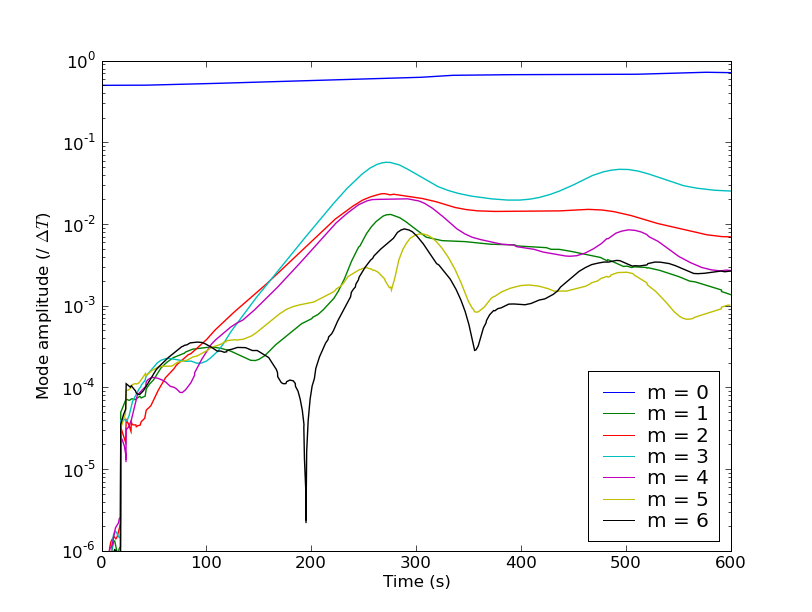 10^0
10^-1
10^-2
10^-3
10^-4
10^-5
10^-6
Mode amplitude (/ ΔT)
m = 0
m = 1
m = 2
m = 3
m = 4
m = 5
m = 6
0 100 200 300 400 500 600
Time (s)